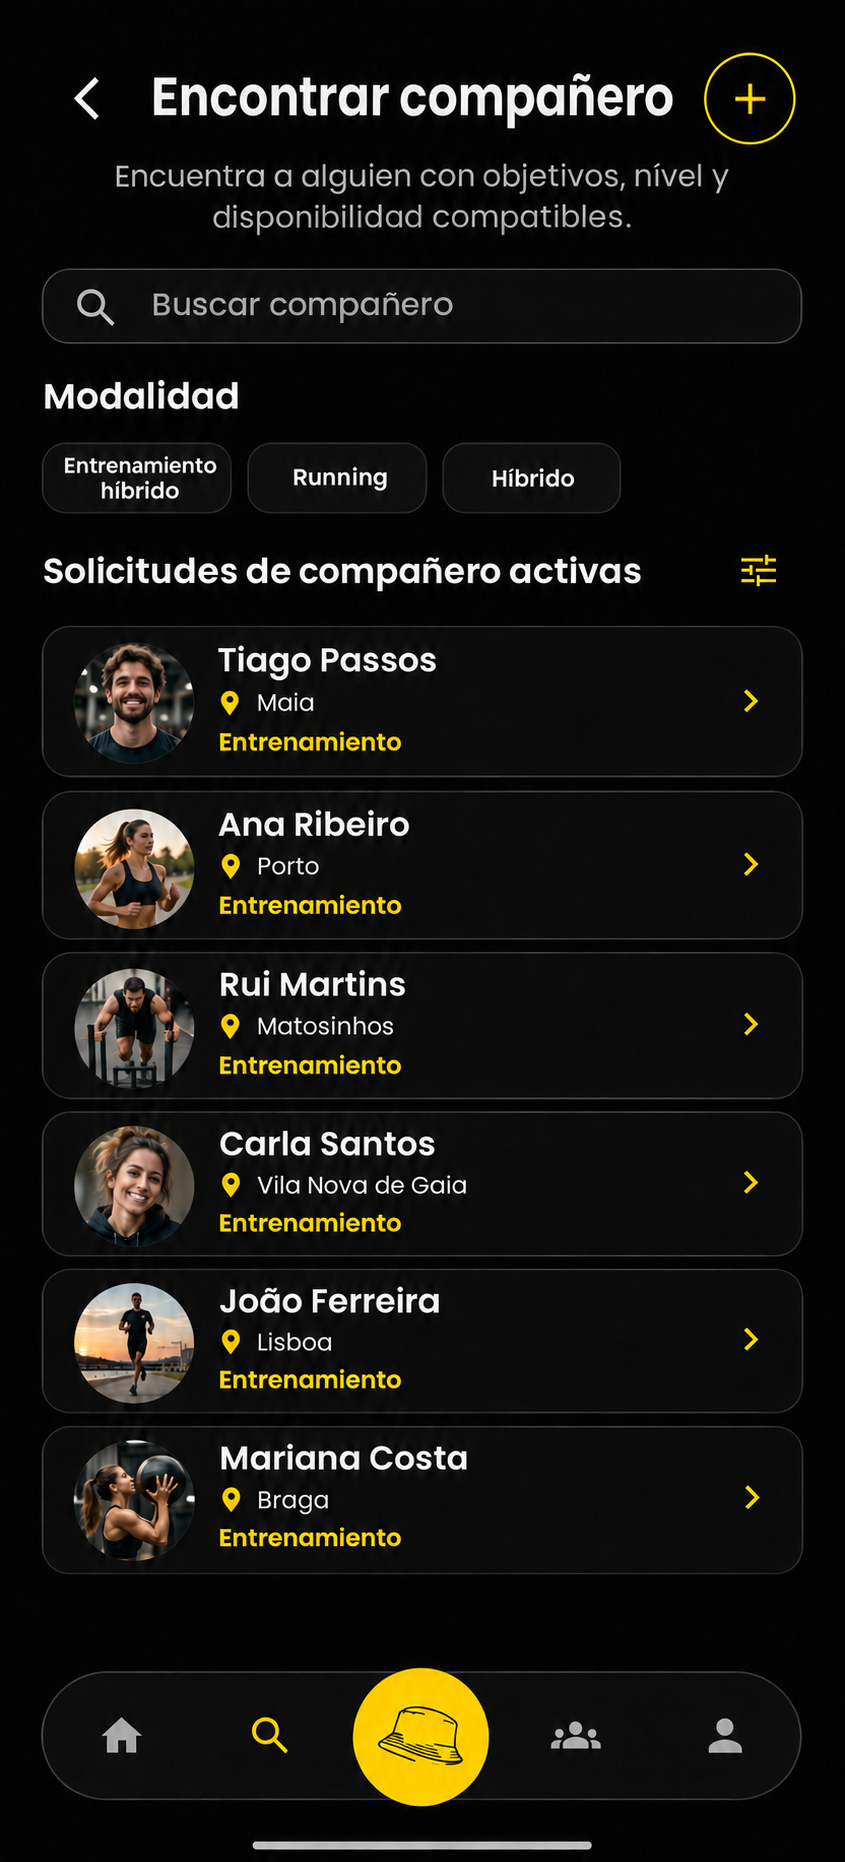 Encontrar compañero
Encuentra a alguien con objetivos, nível y
disponibilidad compatibles.
Buscar compañero
Modalidad
Entrenamiento
híbrido
Running
Híbrido
Solicitudes de compañero activas
Tiago Passos
Maia
Entrenamiento
Ana Ribeiro
Porto
Entrenamiento
Rui Martins
Matosinhos
Entrenamiento
Carla Santos
Vila Nova de Gaia
Entrenamiento
João Ferreira
Lisboa
Entrenamiento
Mariana Costa
Braga
Entrenamiento